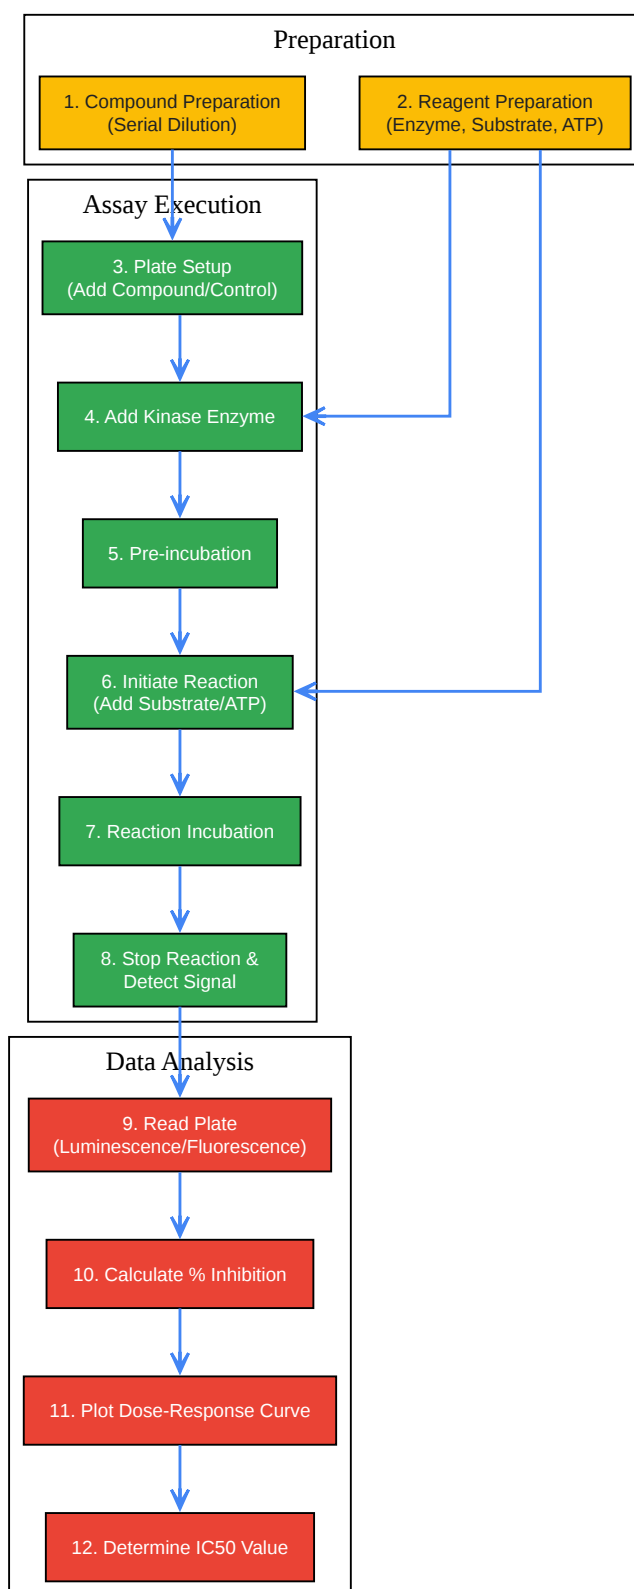 Preparation
1. Compound Preparation
(Serial Dilution)
2. Reagent Preparation
(Enzyme, Substrate, ATP)
Assay Execution
3. Plate Setup
(Add Compound/Control)
4. Add Kinase Enzyme
5. Pre-incubation
6. Initiate Reaction
(Add Substrate/ATP)
7. Reaction Incubation
8. Stop Reaction &
Detect Signal
Data Analysis
9. Read Plate
(Luminescence/Fluorescence)
10. Calculate % Inhibition
11. Plot Dose-Response Curve
12. Determine IC50 Value